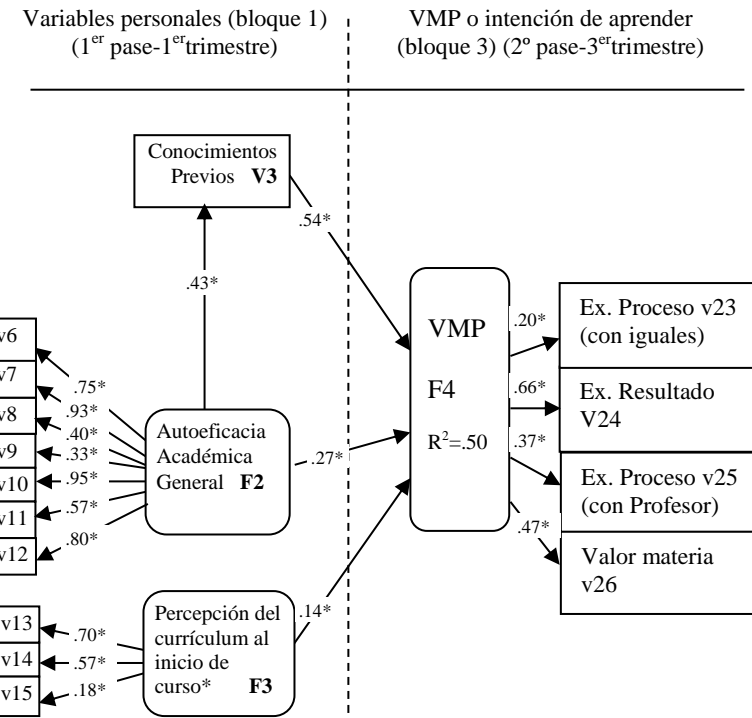 Variables personales (bloque 1)
(1er pase-1ertrimestre)
VMP o intención de aprender
(bloque 3) (2º pase-3ertrimestre)
Conocimientos
Previos V3
.54*
.43*
v6
v7
v8
v9
v10
v11
v12
.75*
.93*
.40*
.33*
.95*
.57*
.80*
Autoeficacia
Académica
General F2
.27*
VMP
F4
R2=.50
.20*
.66*
.37*
.47*
Ex. Proceso v23
(con iguales)
Ex. Resultado
V24
Ex. Proceso v25
(con Profesor)
Valor materia
v26
v13
v14
v15
.70*
.57*
.18*
Percepción del
currículum al
inicio de
curso* F3
.14*